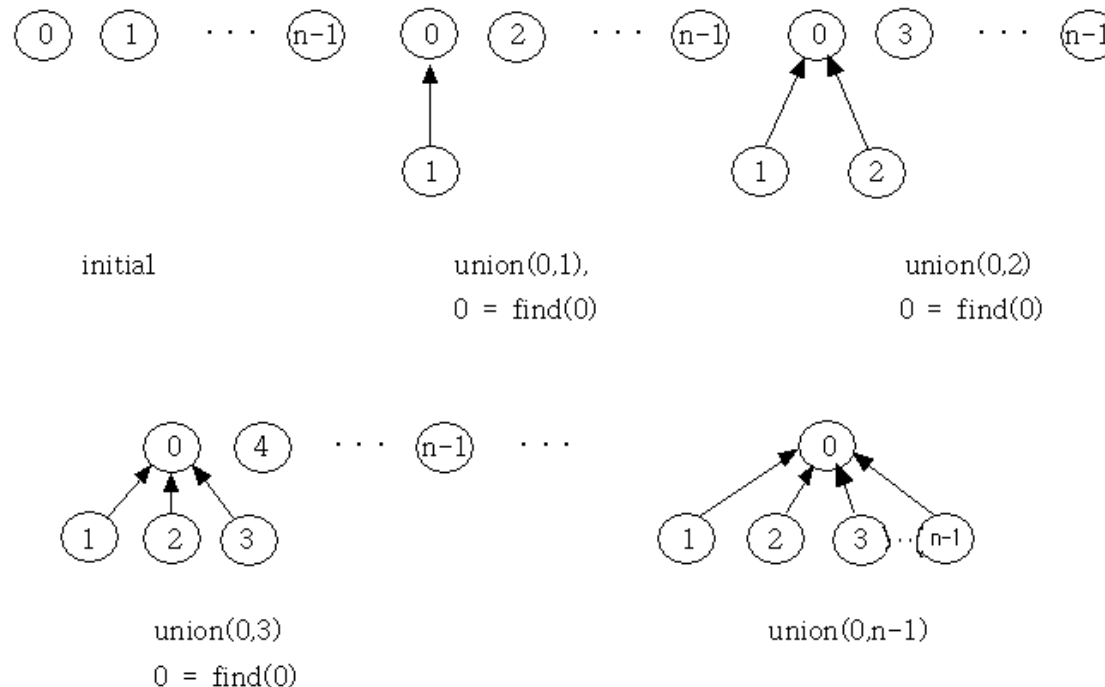 0 1 · · · n-1 0 2 · · · n-1 0 3 · · · n-1
1 1 2
initial union(0,1), union(0,2)
0 = find(0) 0 = find(0)
0 4 · · · n-1 · · · 0
1 2 3 1 2 3 · · · n-1
union(0,3) union(0,n-1)
0 = find(0)